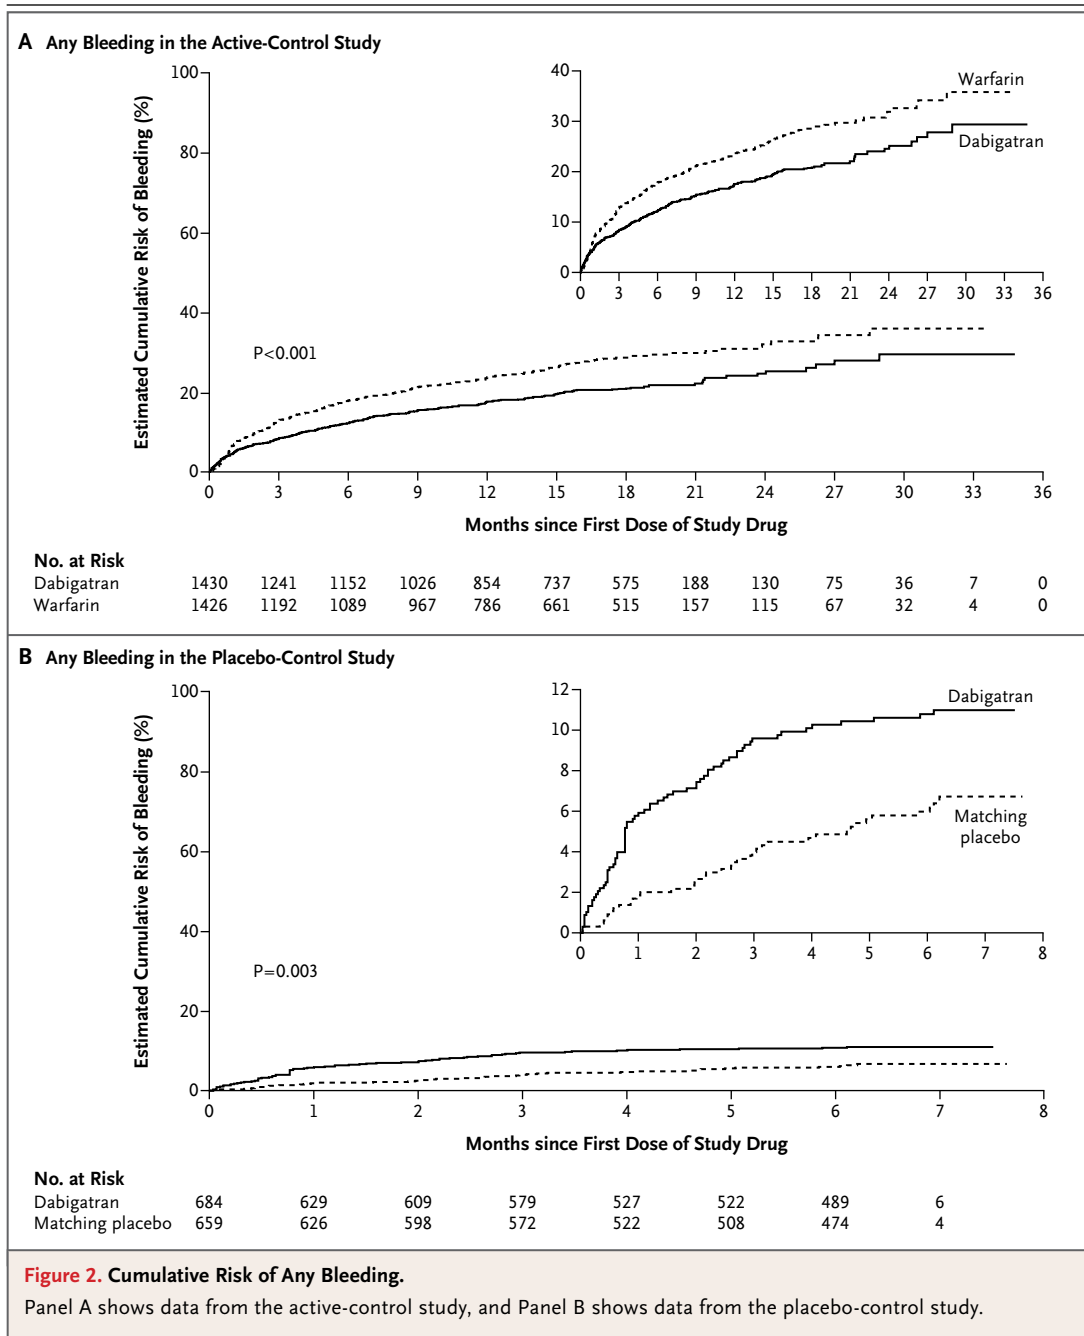 A Any Bleeding in the Active-Control Study
Estimated Cumulative Risk of Bleeding (%)
100
80
60
40
20
0
P<0.001
0 3 6 9 12 15 18 21 24 27 30 33 36
Months since First Dose of Study Drug
40
30
20
10
0
0 3 6 9 12 15 18 21 24 27 30 33 36
Warfarin
Dabigatran
No. at Risk
Dabigatran 1430 1241 1152 1026 854 737 575 188 130 75 36 7 0
Warfarin 1426 1192 1089 967 786 661 515 157 115 67 32 4 0
B Any Bleeding in the Placebo-Control Study
Estimated Cumulative Risk of Bleeding (%)
100
80
60
40
20
0
P=0.003
0 1 2 3 4 5 6 7 8
Months since First Dose of Study Drug
12
10
8
6
4
2
0
0 1 2 3 4 5 6 7 8
Dabigatran
Matching
placebo
No. at Risk
Dabigatran 684 629 609 579 527 522 489 6
Matching placebo 659 626 598 572 522 508 474 4
Figure 2. Cumulative Risk of Any Bleeding.
Panel A shows data from the active-control study, and Panel B shows data from the placebo-control study.